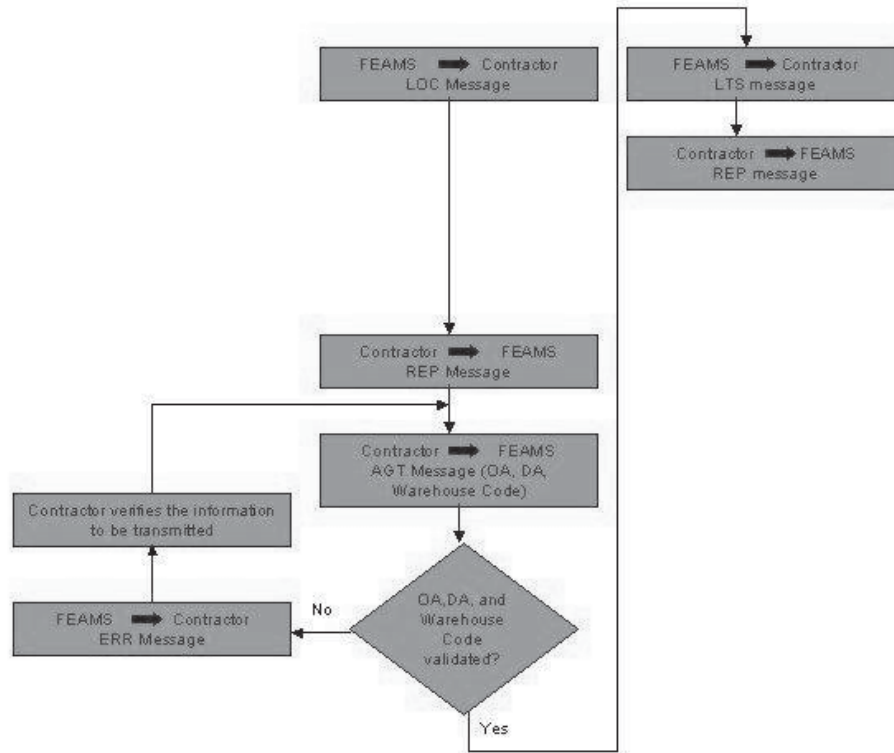 FEAMS Contractor
LOC Message
FEAMS Contractor
LTS message
Contractor FEAMS
REP message
Contractor FEAMS
REP Message
Contractor FEAMS
AGT Message (OA, DA,
Warehouse Code)
Contractor verifies the information
to be transmitted
OA,DA, and
Warehouse
Code
validated?
No
FEAMS Contractor
ERR Message
Yes